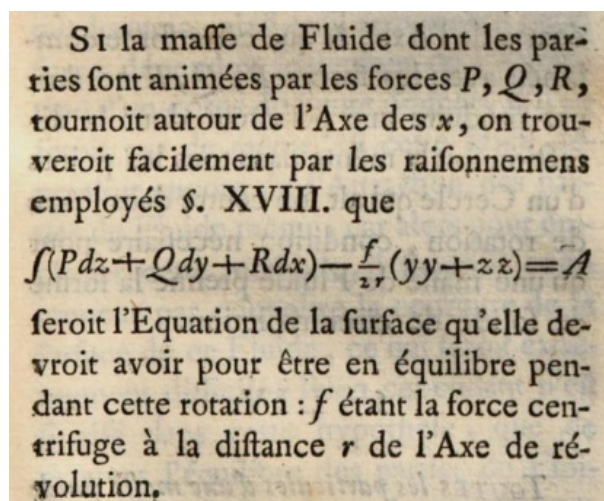 SI la maſſe de Fluide dont les par-
ties ſont animées par les forces P, Q, R,
tournoit autour de l'Axe des x, on trou-
veroit facilement par les raiſonnemens
employés §. XVIII. que
∫(Pdz+Qdy+Rdx)−f/2r(yy+zz)=A
ſeroit l'Equation de la ſurface qu'elle de-
vroit avoir pour être en équilibre pen-
dant cette rotation : f étant la force cen-
trifuge à la diſtance r de l'Axe de ré-
volution.